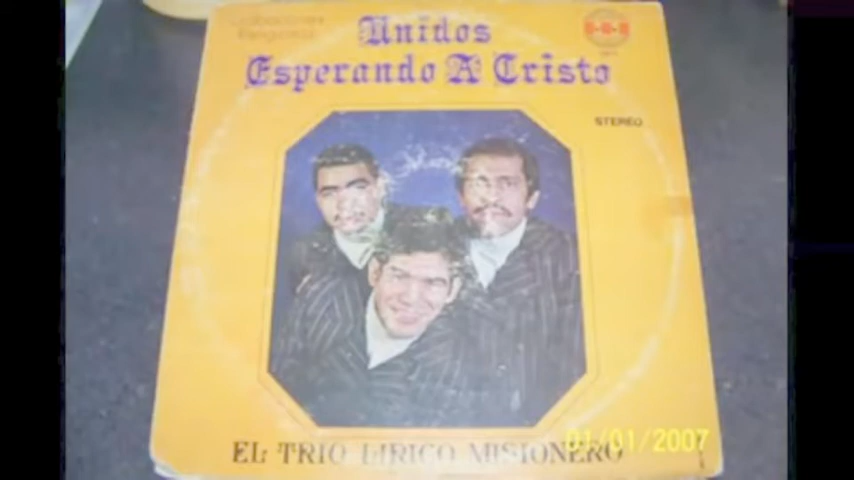 Unidos
Esperando A Cristo
STEREO
EL TRIO LIRICO MISIONERO
01/01/2007